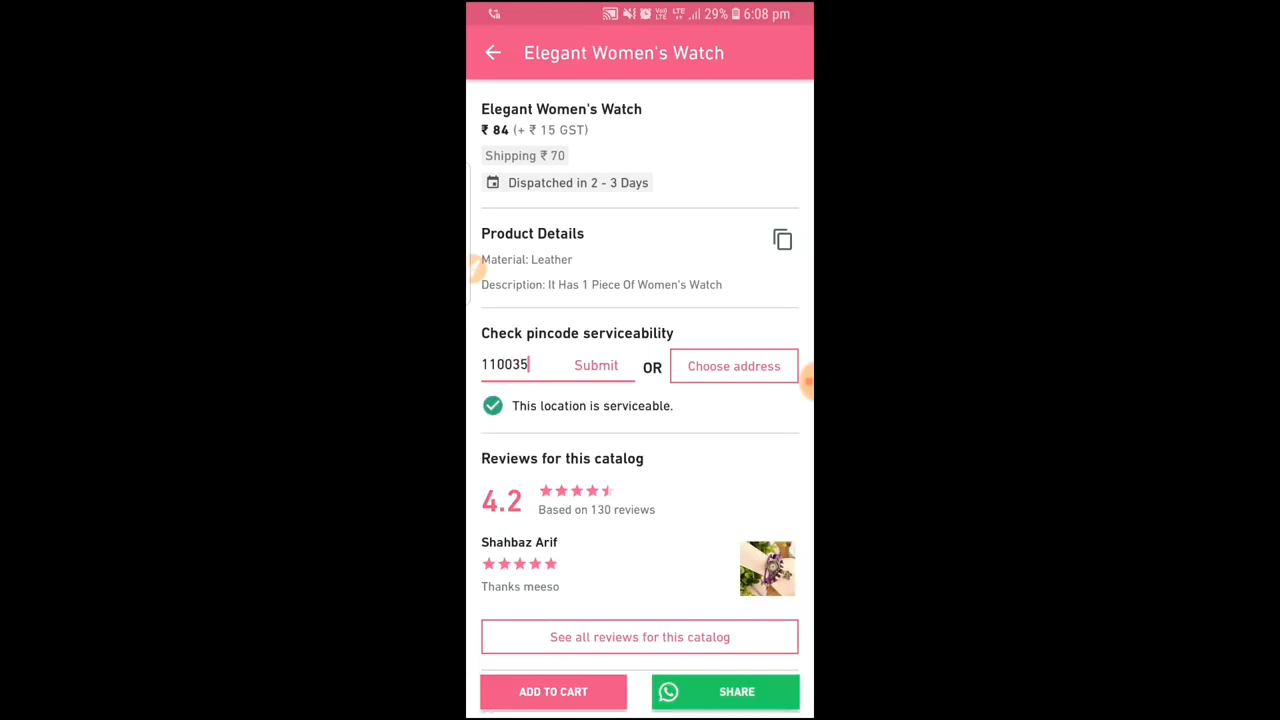 29% 6:08 pm
Elegant Women's Watch
Elegant Women's Watch
₹ 84 (+ ₹ 15 GST)
Shipping ₹ 70
Dispatched in 2 - 3 Days
Product Details
Material: Leather
Description: It Has 1 Piece Of Women's Watch
Check pincode serviceability
110035 Submit OR Choose address
This location is serviceable.
Reviews for this catalog
4.2
Based on 130 reviews
Shahbaz Arif
Thanks meeso
See all reviews for this catalog
ADD TO CART SHARE